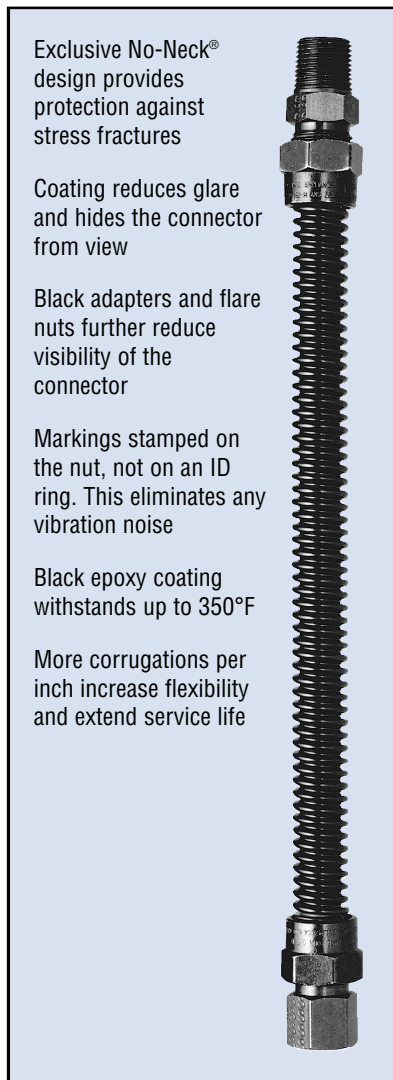 Exclusive No-Neck®
design provides
protection against
stress fractures
Coating reduces glare
and hides the connector
from view
Black adapters and flare
nuts further reduce
visibility of the
connector
Markings stamped on
the nut, not on an ID
ring. This eliminates any
vibration noise
Black epoxy coating
withstands up to 350°F
More corrugations per
inch increase flexibility
and extend service life